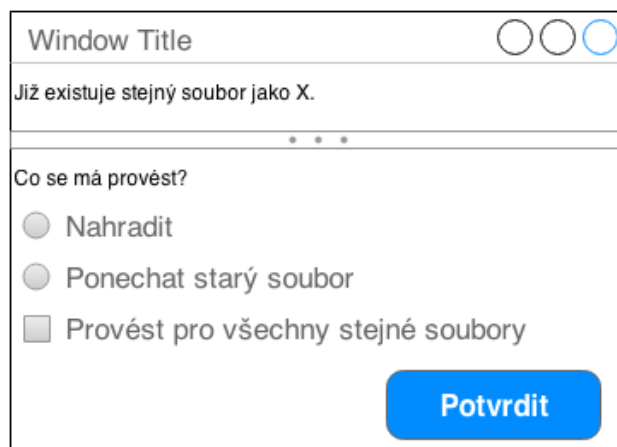 Window Title
Již existuje stejný soubor jako X.
Co se má provést?
Nahradit
Ponechat starý soubor
Provést pro všechny stejné soubory
Potvrdit